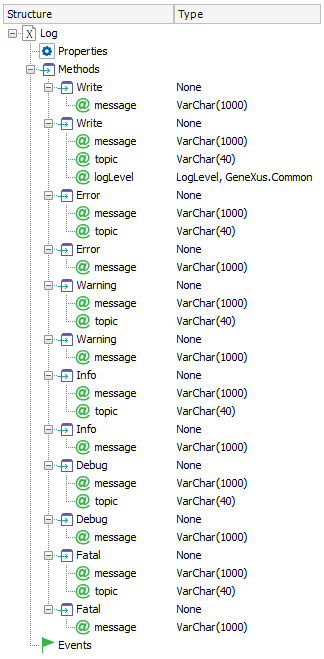 Structure Type
Log
Properties
Methods
Write None
message VarChar(1000)
Write None
message VarChar(1000)
topic VarChar(40)
logLevel LogLevel, GeneXus.Common
Error None
message VarChar(1000)
topic VarChar(40)
Error None
message VarChar(1000)
Warning None
message VarChar(1000)
topic VarChar(40)
Warning None
message VarChar(1000)
Info None
message VarChar(1000)
topic VarChar(40)
Info None
message VarChar(1000)
Debug None
message VarChar(1000)
topic VarChar(40)
Debug None
message VarChar(1000)
Fatal None
message VarChar(1000)
topic VarChar(40)
Fatal None
message VarChar(1000)
Events